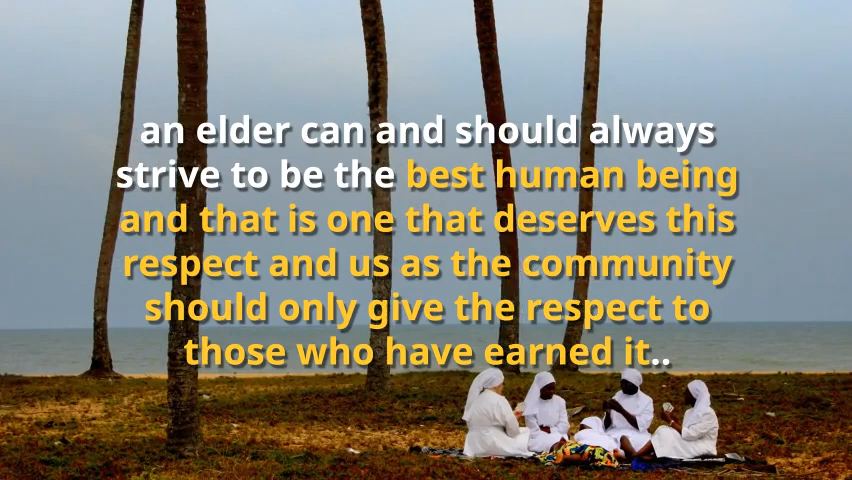 an elder can and should always
strive to be the best human being
and that is one that deserves this
respect and us as the community
should only give the respect to
those who have earned it..